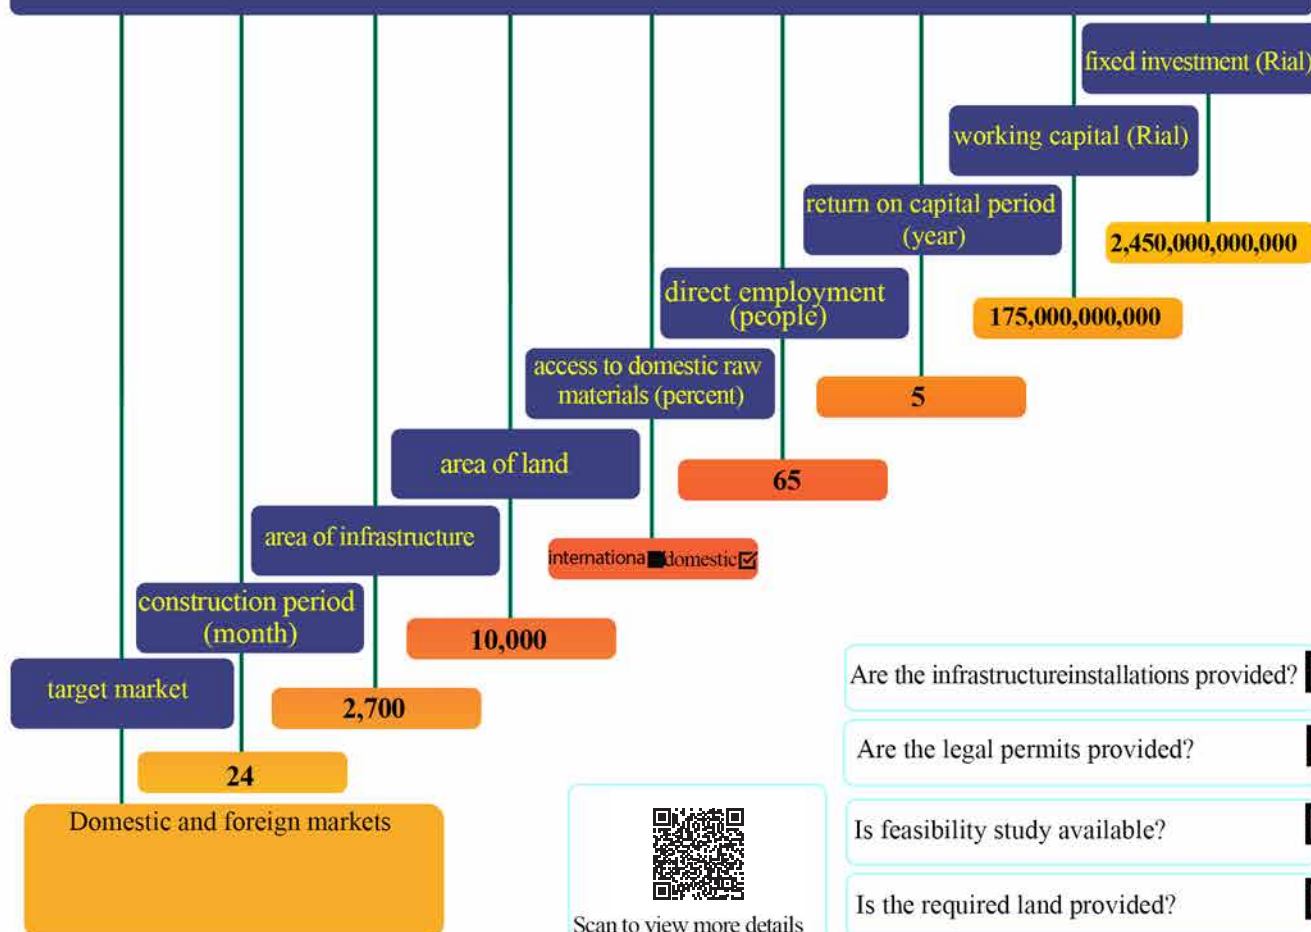 fixed investment (Rial)
working capital (Rial)
return on capital period
(year)
2,450,000,000,000
direct employment
(people)
175,000,000,000
access to domestic raw
materials (percent)
5
area of land
65
area of infrastructure
internationa domestic
construction period
(month)
10,000
target market
2,700
24
Domestic and foreign markets
Are the infrastructureinstallations provided?
Are the legal permits provided?
Is feasibility study available?
Is the required land provided?
Scan to view more details